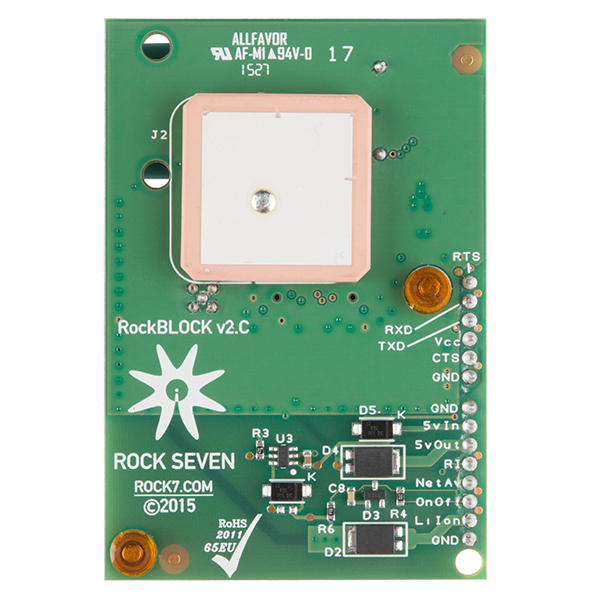 ALLFAVOR
AF-M1▲94V-0 17
1527
J2
RTS
RXD
TXD
Vcc
CTS
GND
RockBLOCK v2.C
GND
5vIn
5vOut
RI
NetAv
OnOff
LiIon
GND
D5.
K
R3
U3
D4
K
C8
D3
R4
R6
D2
ROCK SEVEN
ROCK7.COM
©2015
RoHS
2011
65EU